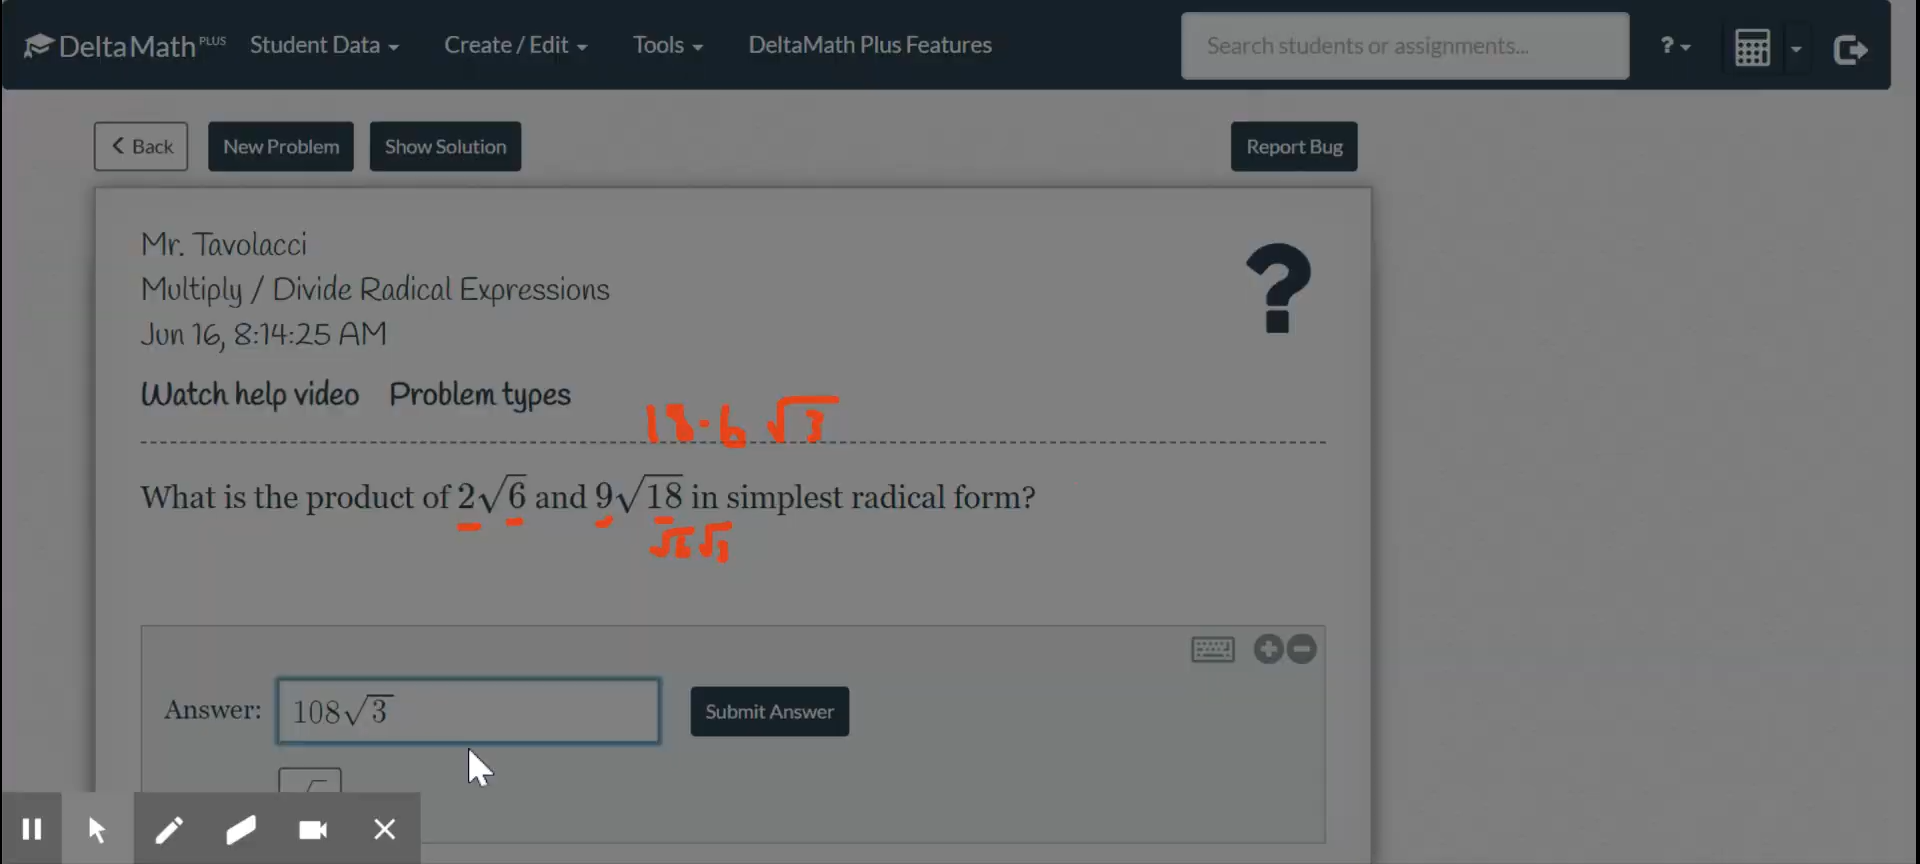 DeltaMath PLUS Student Data Create / Edit Tools DeltaMath Plus Features Search students or assignments... ?
Back New Problem Show Solution Report Bug
Mr. Tavolacci
Multiply / Divide Radical Expressions
Jun 16, 8:14:25 AM
?
Watch help video Problem types
18·6 √3
What is the product of 2√6 and 9√18 in simplest radical form?
√6 √3
Answer: 108√3 Submit Answer
√